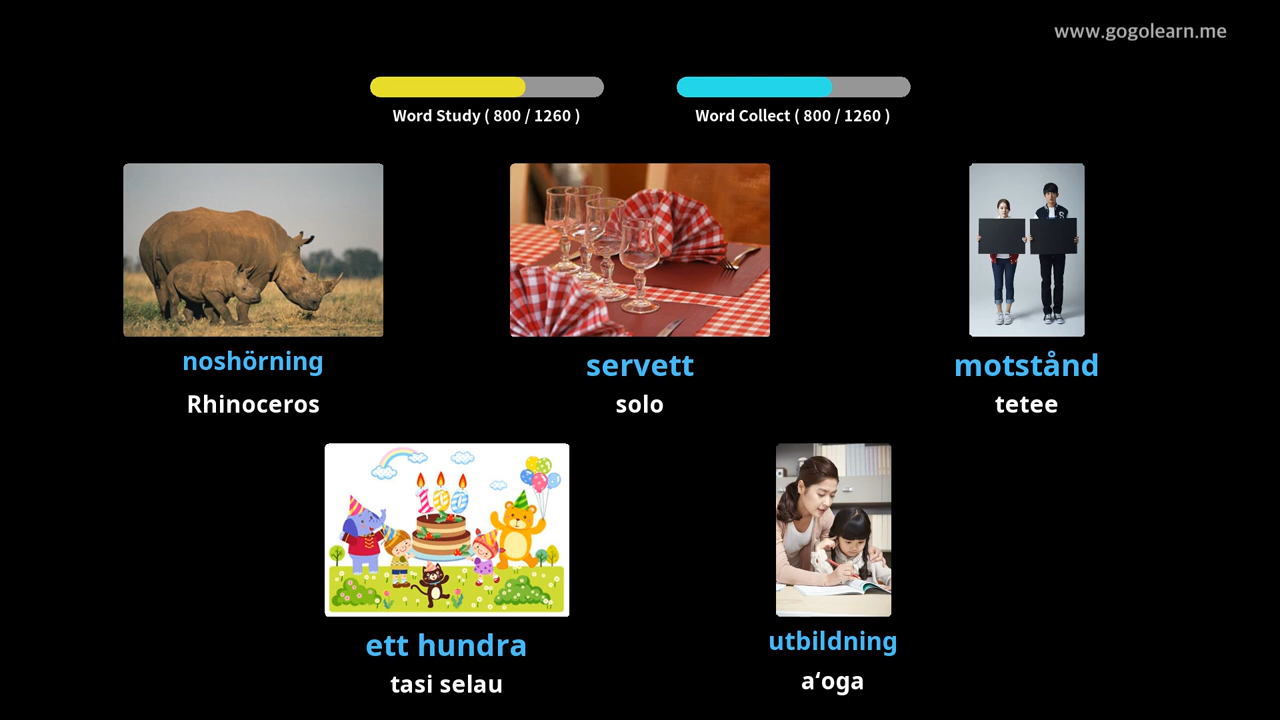 www.gogolearn.me
Word Study ( 800 / 1260 )
Word Collect ( 800 / 1260 )
noshörning
Rhinoceros
servett
solo
motstånd
tetee
ett hundra
tasi selau
utbildning
aʻoga